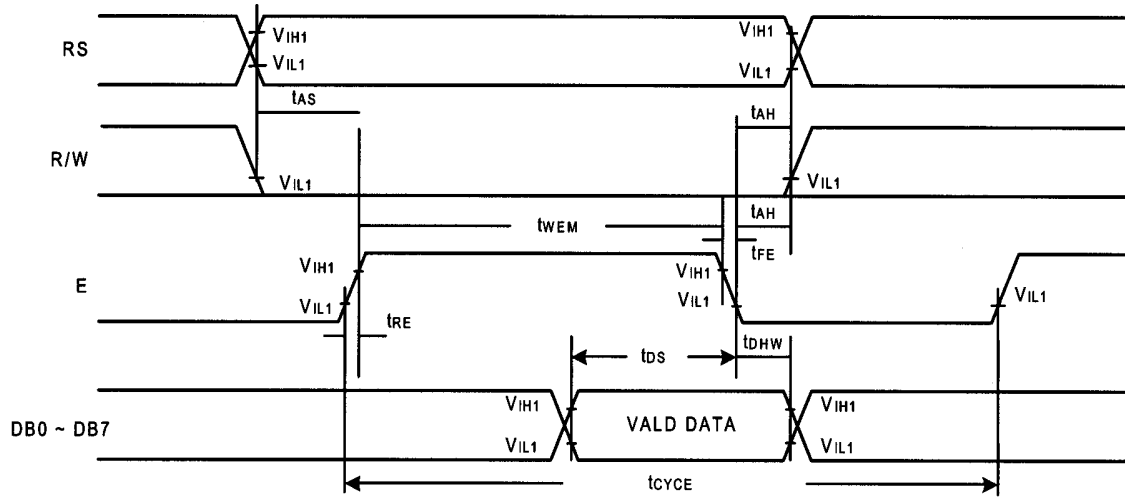 RS
VIH1
VIL1
VIH1
VIL1
tAS
tAH
R/W
VIL1
VIL1
tWEM
tAH
tFE
E
VIH1
VIL1
VIH1
VIL1
VIL1
tRE
tDS
tDHW
DB0 ~ DB7
VIH1
VIL1
VALD DATA
VIH1
VIL1
tCYCE